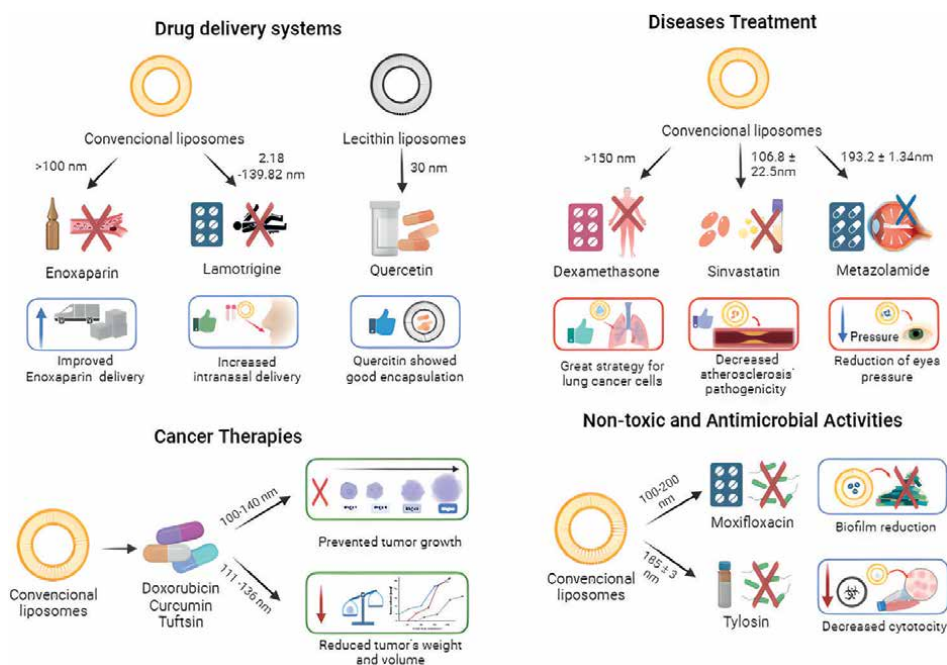 Drug delivery systems
Convencional liposomes
Lecithin liposomes
>100 nm
2.18
-139.82 nm
30 nm
Enoxaparin
Lamotrigine
Quercetin
Improved
Enoxaparin delivery
Increased
intranasal delivery
Quercitin showed
good encapsulation
Diseases Treatment
Convencional liposomes
>150 nm
106.8 ±
22.5nm
193.2 ± 1.34nm
Dexamethasone
Sinvastatin
Metazolamide
Pressure
Great strategy for
lung cancer cells
Decreased
atherosclerosis'
pathogenicity
Reduction of eyes
pressure
Cancer Therapies
Convencional
liposomes
Doxorubicin
Curcumin
Tuftsin
100-140nm
111-136 nm
Prevented tumor growth
Reduced tumor's weight
and volume
Non-toxic and Antimicrobial Activities
Convencional
liposomes
100-200
nm
185 ± 3
nm
Moxifloxacin
Tylosin
Biofilm reduction
Decreased cytotocity